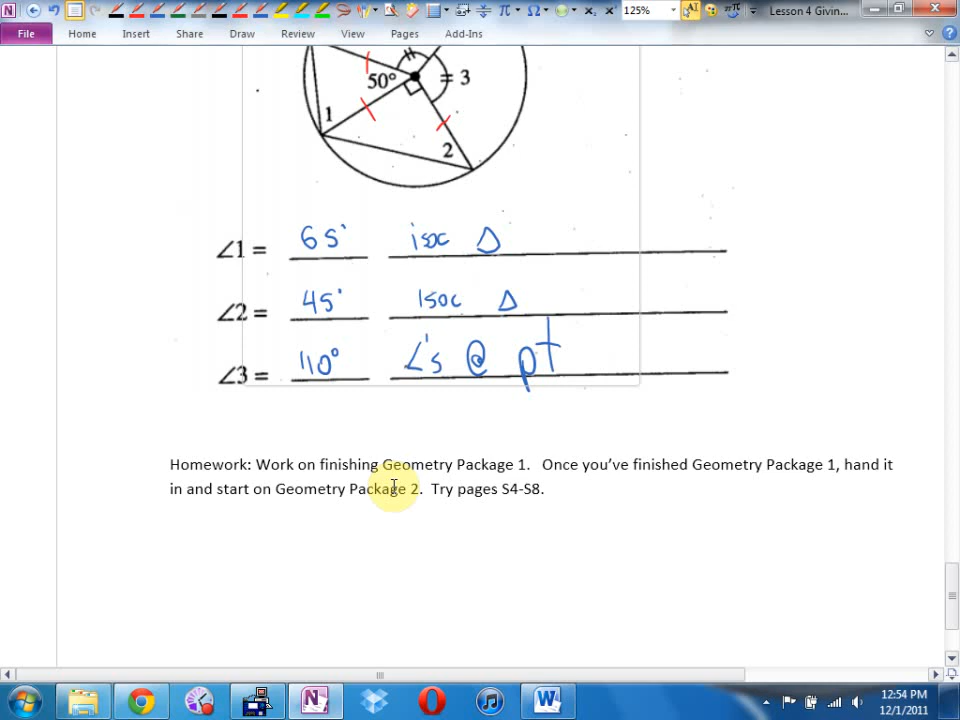 125%
Lesson 4 Givin...
File Home Insert Share Draw Review View Pages Add-Ins
50° 3
1
2
∠1 = 65° isoc Δ
∠2 = 45° isoc Δ
∠3 = 110° ∠'s @ pt
Homework: Work on finishing Geometry Package 1. Once you've finished Geometry Package 1, hand it
in and start on Geometry Package 2. Try pages S4-S8.
12:54 PM
12/1/2011